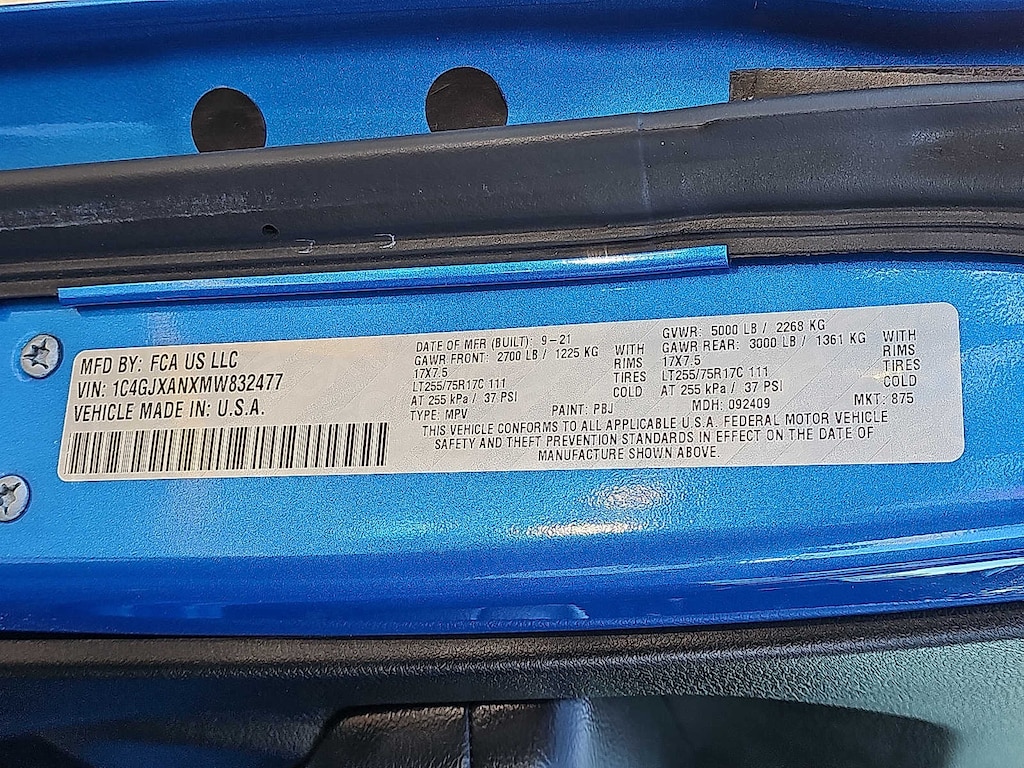 MFD BY: FCA US LLC
VIN: 1C4GJXANXMW832477
VEHICLE MADE IN: U.S.A.
DATE OF MFR (BUILT): 9-21
GAWR FRONT: 2700 LB / 1225 KG WITH
17X7.5 RIMS
LT255/75R17C 111 TIRES
AT 255 kPa / 37 PSI COLD
GVWR: 5000 LB / 2268 KG
GAWR REAR: 3000 LB / 1361 KG WITH
17X7.5 RIMS
LT255/75R17C 111 TIRES
AT 255 kPa / 37 PSI COLD
TYPE: MPV PAINT: PBJ MDH: 092409 MKT: 875
THIS VEHICLE CONFORMS TO ALL APPLICABLE U.S.A. FEDERAL MOTOR VEHICLE
SAFETY AND THEFT PREVENTION STANDARDS IN EFFECT ON THE DATE OF
MANUFACTURE SHOWN ABOVE.